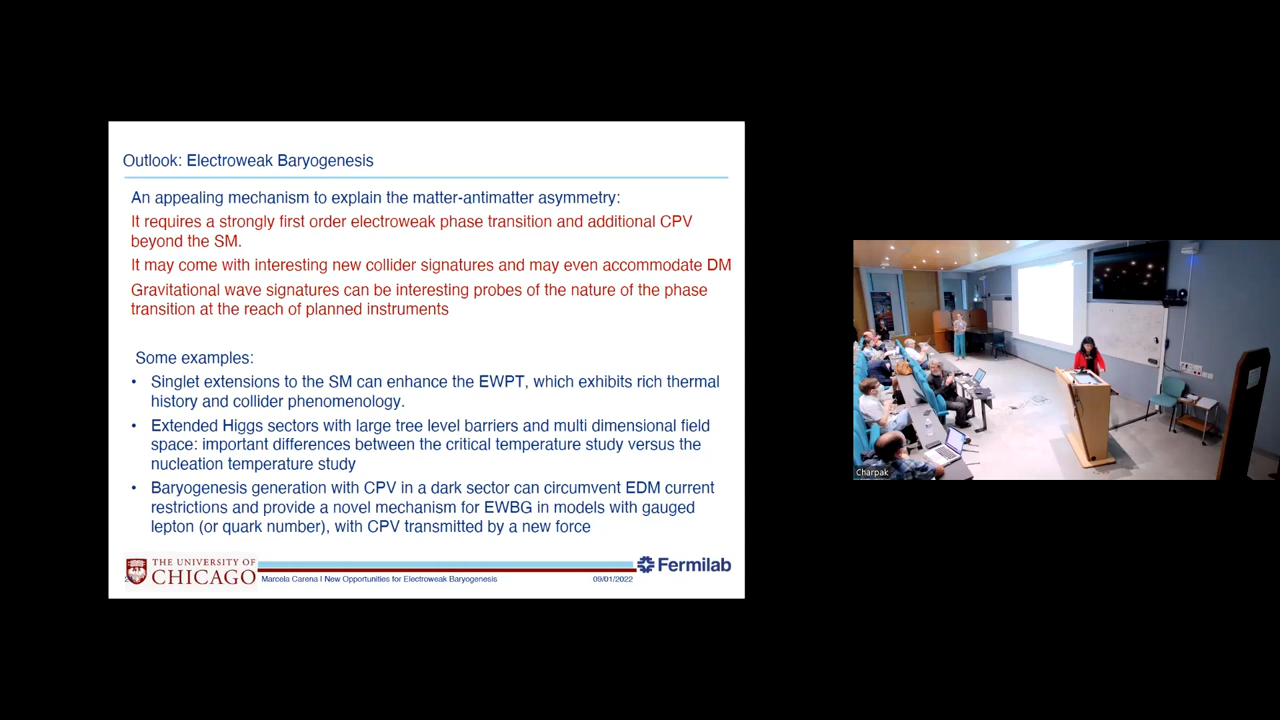 Outlook: Electroweak Baryogenesis
An appealing mechanism to explain the matter-antimatter asymmetry:
It requires a strongly first order electroweak phase transition and additional CPV
beyond the SM.
It may come with interesting new collider signatures and may even accommodate DM
Gravitational wave signatures can be interesting probes of the nature of the phase
transition at the reach of planned instruments
Some examples:
• Singlet extensions to the SM can enhance the EWPT, which exhibits rich thermal
history and collider phenomenology.
• Extended Higgs sectors with large tree level barriers and multi dimensional field
space: important differences between the critical temperature study versus the
nucleation temperature study
• Baryogenesis generation with CPV in a dark sector can circumvent EDM current
restrictions and provide a novel mechanism for EWBG in models with gauged
lepton (or quark number), with CPV transmitted by a new force
THE UNIVERSITY OF
CHICAGO
Marcela Carena I New Opportunities for Electroweak Baryogenesis
09/01/2022
Fermilab
Charpak